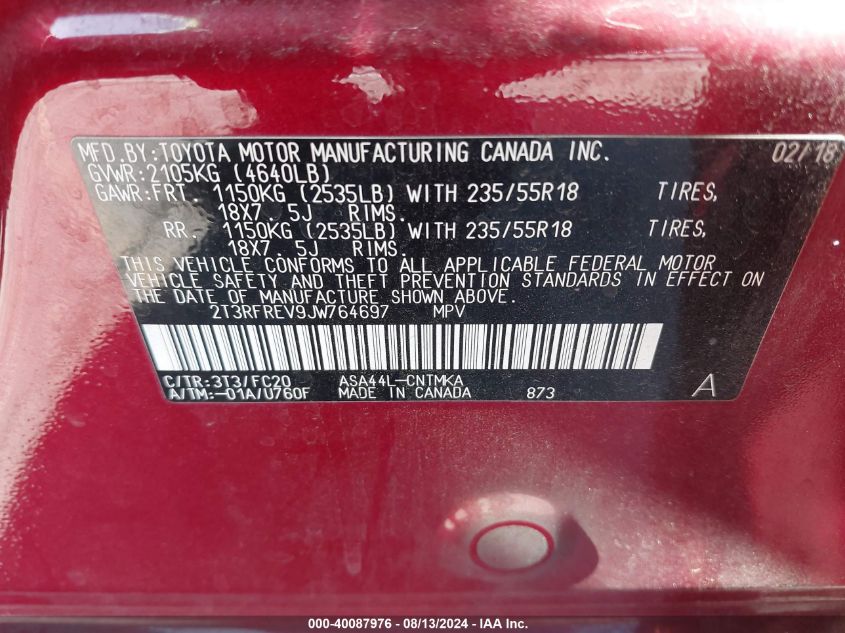 MFD.BY:TOYOTA MOTOR MANUFACTURING CANADA INC. 02/18
GVWR:2105KG (4640LB)
GAWR:FRT. 1150KG (2535LB) WITH 235/55R18 TIRES,
18X7. 5J RIMS.
RR. 1150KG (2535LB) WITH 235/55R18 TIRES,
18X7. 5J RIMS.
THIS VEHICLE CONFORMS TO ALL APPLICABLE FEDERAL MOTOR
VEHICLE SAFETY AND THEFT PREVENTION STANDARDS IN EFFECT ON
THE DATE OF MANUFACTURE SHOWN ABOVE.
2T3RFREV9JW764697 MPV
C/TR:3T3/FC20 ASA44L-CNTMKA
A/TM:-01A/U760F MADE IN CANADA 873 A
000-40087976 - 08/13/2024 - IAA Inc.